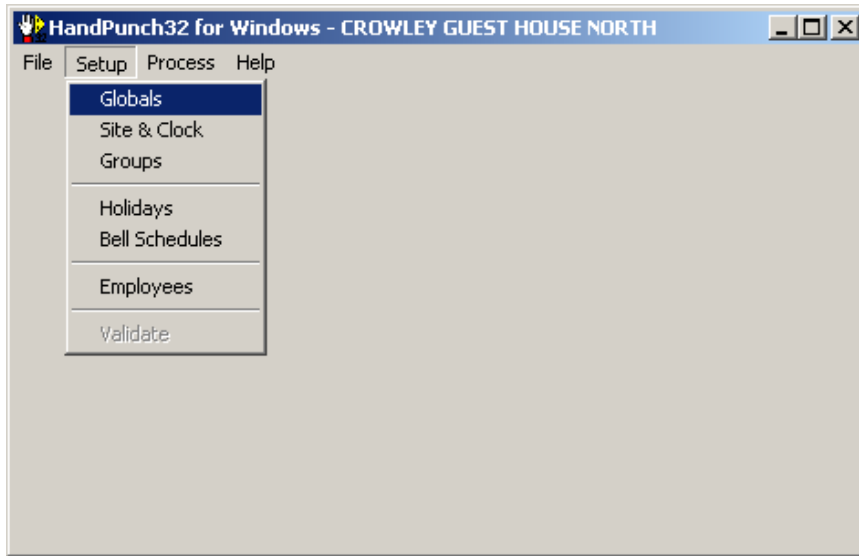 HandPunch32 for Windows - CROWLEY GUEST HOUSE NORTH
File Setup Process Help
Globals
Site & Clock
Groups
Holidays
Bell Schedules
Employees
Validate